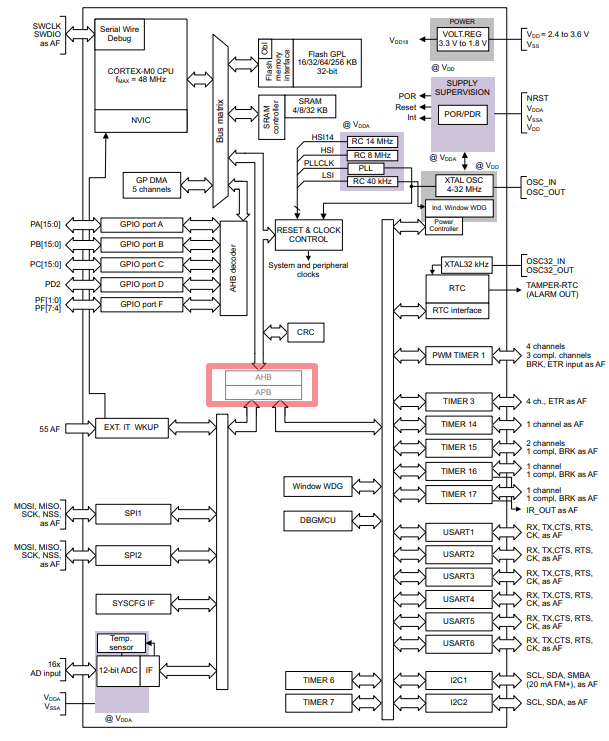 SWCLK
SWDIO
as AF
Serial Wire
Debug
CORTEX-M0 CPU
fMAX = 48 MHz
NVIC
Bus matrix
Obl
Flash
memory
interface
Flash GPL
16/32/64/256 KB
32-bit
SRAM
controller
SRAM
4/8/32 KB
POWER
VOLT.REG
3.3 V to 1.8 V
VDD18
VDD = 2.4 to 3.6 V
VSS
@ VDD
SUPPLY
SUPERVISION
POR
Reset
Int
POR/PDR
NRST
VDDA
VSSA
VDD
@ VDDA
@ VDD
@ VDDA
HSI14
RC 14 MHz
HSI
RC 8 MHz
PLLCLK
PLL
LSI
RC 40 kHz
XTAL OSC
4-32 MHz
OSC_IN
OSC_OUT
Ind. Window WDG
Power
Controller
GP DMA
5 channels
PA[15:0]
GPIO port A
PB[15:0]
GPIO port B
PC[15:0]
GPIO port C
PD2
GPIO port D
PF[1:0]
PF[7:4]
GPIO port F
AHB decoder
RESET & CLOCK
CONTROL
System and peripheral
clocks
XTAL32 kHz
OSC32_IN
OSC32_OUT
RTC
TAMPER-RTC
(ALARM OUT)
RTC interface
CRC
AHB
APB
PWM TIMER 1
4 channels
3 compl. channels
BRK, ETR input as AF
TIMER 3
4 ch., ETR as AF
TIMER 14
1 channel as AF
TIMER 15
2 channels
1 compl, BRK as AF
TIMER 16
1 channel
1 compl, BRK as AF
TIMER 17
1 channel
1 compl, BRK as AF
IR_OUT as AF
55 AF
EXT. IT WKUP
Window WDG
DBGMCU
MOSI, MISO,
SCK, NSS,
as AF
SPI1
MOSI, MISO,
SCK, NSS,
as AF
SPI2
SYSCFG IF
USART1
RX, TX,CTS, RTS,
CK, as AF
USART2
RX, TX,CTS, RTS,
CK, as AF
USART3
RX, TX,CTS, RTS,
CK, as AF
USART4
RX, TX,CTS, RTS,
CK, as AF
USART5
RX, TX,CTS, RTS,
CK, as AF
USART6
RX, TX,CTS, RTS,
CK, as AF
Temp.
sensor
16x
AD input
12-bit ADC
IF
VDDA
VSSA
@ VDDA
TIMER 6
TIMER 7
I2C1
SCL, SDA, SMBA
(20 mA FM+), as AF
I2C2
SCL, SDA, as AF